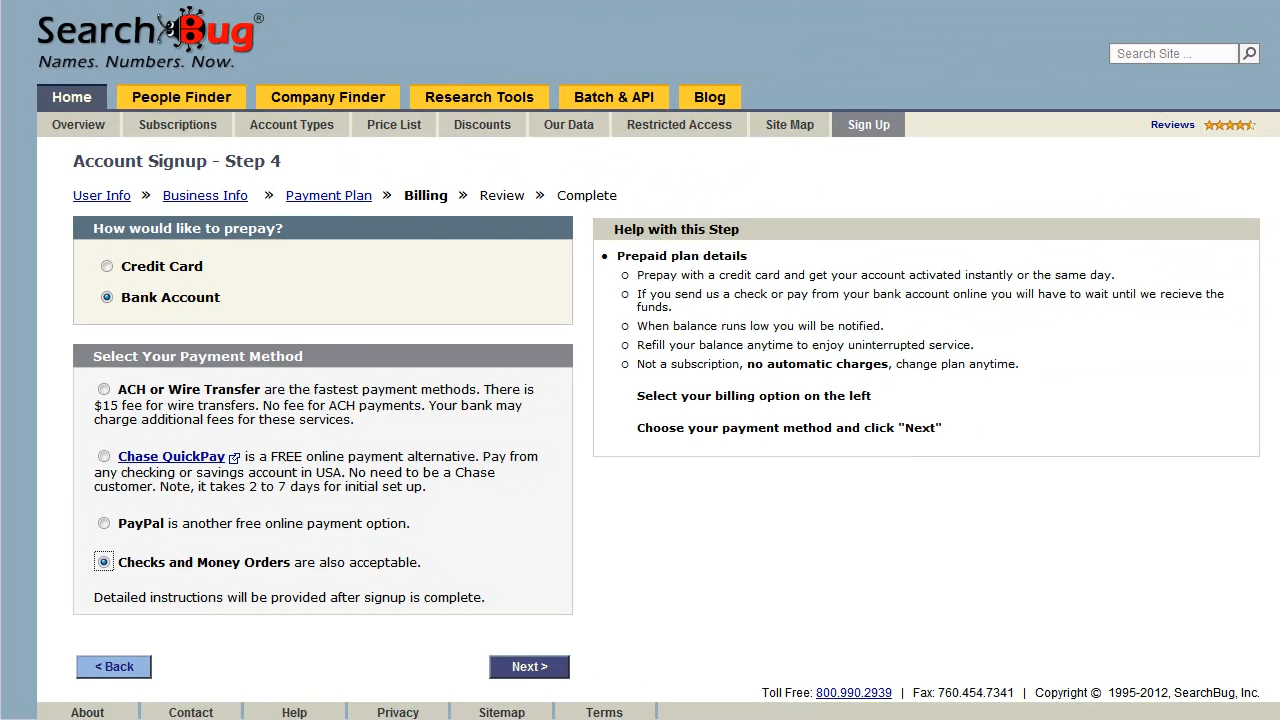 SearchBug®
Names. Numbers. Now.
Search Site ...
Home People Finder Company Finder Research Tools Batch & API Blog
Overview Subscriptions Account Types Price List Discounts Our Data Restricted Access Site Map Sign Up Reviews
Account Signup - Step 4
User Info » Business Info » Payment Plan » Billing » Review » Complete
How would like to prepay?
Credit Card
Bank Account
Select Your Payment Method
ACH or Wire Transfer are the fastest payment methods. There is
$15 fee for wire transfers. No fee for ACH payments. Your bank may
charge additional fees for these services.
Chase QuickPay is a FREE online payment alternative. Pay from
any checking or savings account in USA. No need to be a Chase
customer. Note, it takes 2 to 7 days for initial set up.
PayPal is another free online payment option.
Checks and Money Orders are also acceptable.
Detailed instructions will be provided after signup is complete.
< Back Next >
Help with this Step
• Prepaid plan details
o Prepay with a credit card and get your account activated instantly or the same day.
o If you send us a check or pay from your bank account online you will have to wait until we recieve the
funds.
o When balance runs low you will be notified.
o Refill your balance anytime to enjoy uninterrupted service.
o Not a subscription, no automatic charges, change plan anytime.
Select your billing option on the left
Choose your payment method and click "Next"
Toll Free: 800.990.2939 | Fax: 760.454.7341 | Copyright © 1995-2012, SearchBug, Inc.
About Contact Help Privacy Sitemap Terms